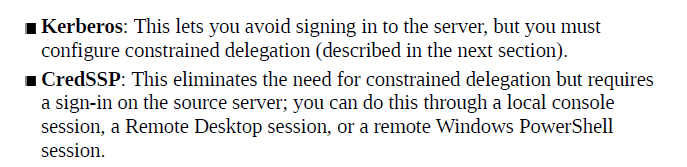 ■ Kerberos: This lets you avoid signing in to the server, but you must
configure constrained delegation (described in the next section).
■ CredSSP: This eliminates the need for constrained delegation but requires
a sign-in on the source server; you can do this through a local console
session, a Remote Desktop session, or a remote Windows PowerShell
session.